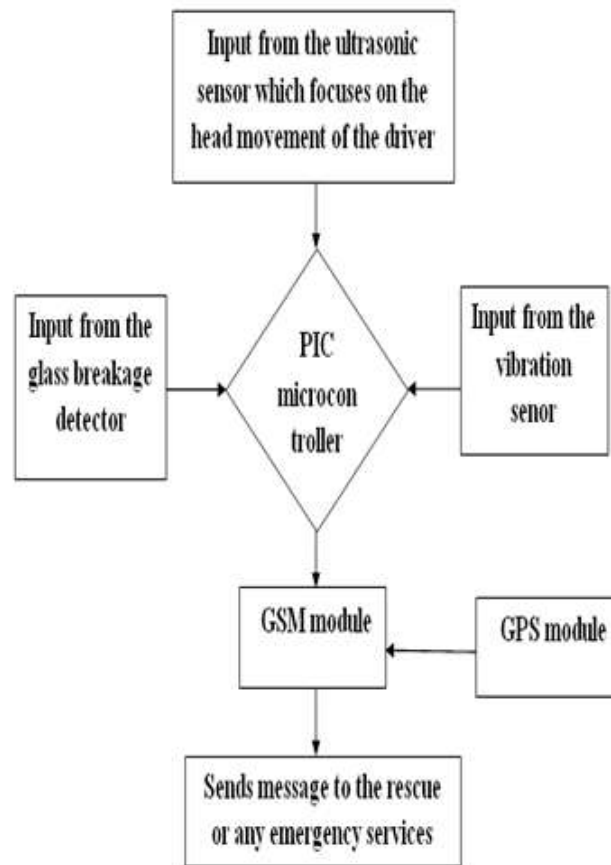 Input from the ultrasonic
sensor which focuses on the
head movement of the driver
Input from the
glass breakage
detector
PIC
microcon
troller
Input from the
vibration
senor
GSM module
GPS module
Sends message to the rescue
or any emergency services